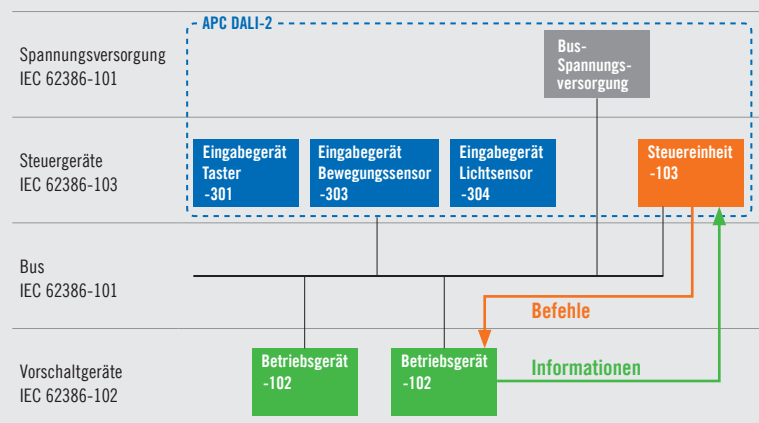 APC DALI-2
Spannungsversorgung
IEC 62386-101
Bus-
Spannungs-
versorgung
Steuergeräte
IEC 62386-103
Eingabegerät
Taster
-301
Eingabegerät
Bewegungssensor
-303
Eingabegerät
Lichtsensor
-304
Steuereinheit
-103
Bus
IEC 62386-101
Befehle
Vorschaltgeräte
IEC 62386-102
Betriebsgerät
-102
Betriebsgerät
-102
Informationen